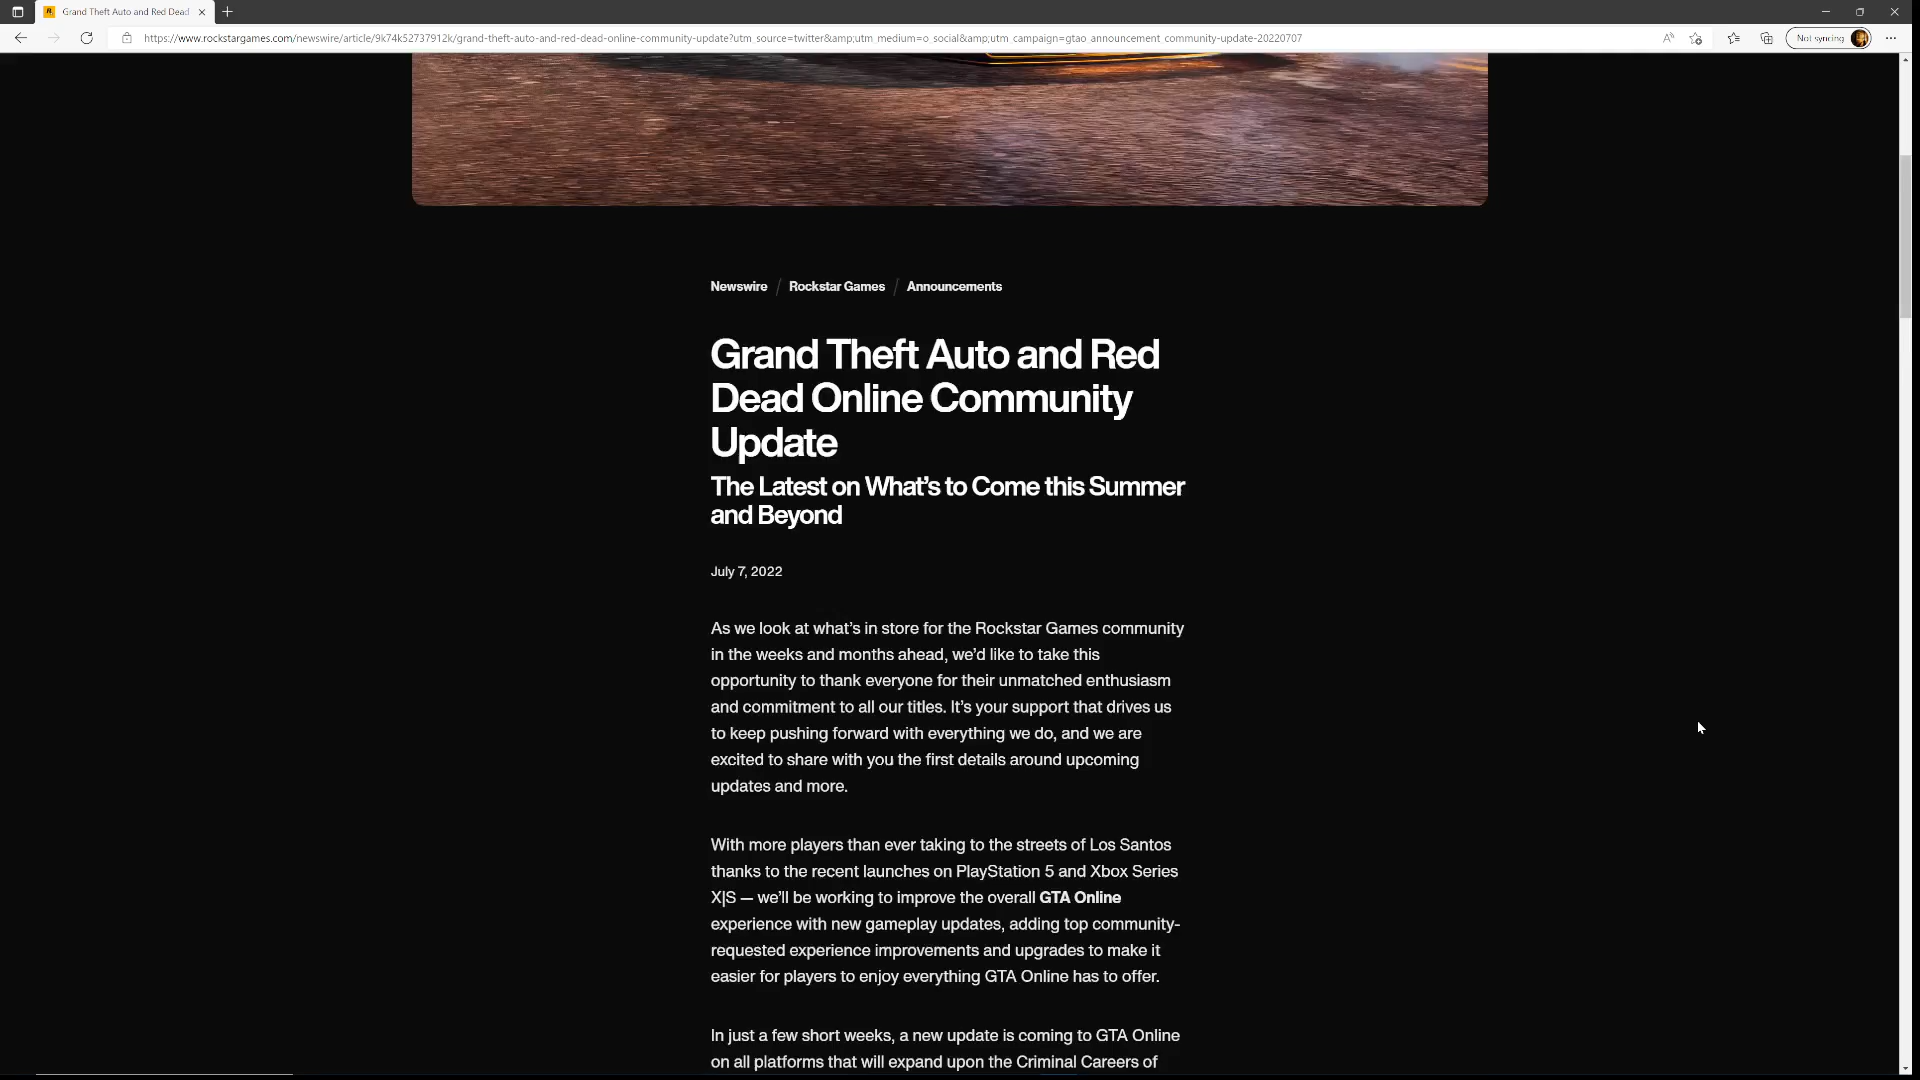 Grand Theft Auto and Red Dead
https://www.rockstargames.com/newswire/article/9k74k52737912k/grand-theft-auto-and-red-dead-online-community-update?utm_source=twitter&amp;utm_medium=o_social&amp;utm_campaign=gtao_announcement_community-update-20220707
Not syncing
Newswire / Rockstar Games / Announcements
Grand Theft Auto and Red
Dead Online Community
Update
The Latest on What's to Come this Summer
and Beyond
July 7, 2022
As we look at what's in store for the Rockstar Games community
in the weeks and months ahead, we'd like to take this
opportunity to thank everyone for their unmatched enthusiasm
and commitment to all our titles. It's your support that drives us
to keep pushing forward with everything we do, and we are
excited to share with you the first details around upcoming
updates and more.
With more players than ever taking to the streets of Los Santos
thanks to the recent launches on PlayStation 5 and Xbox Series
X|S — we'll be working to improve the overall GTA Online
experience with new gameplay updates, adding top community-
requested experience improvements and upgrades to make it
easier for players to enjoy everything GTA Online has to offer.
In just a few short weeks, a new update is coming to GTA Online
on all platforms that will expand upon the Criminal Careers of